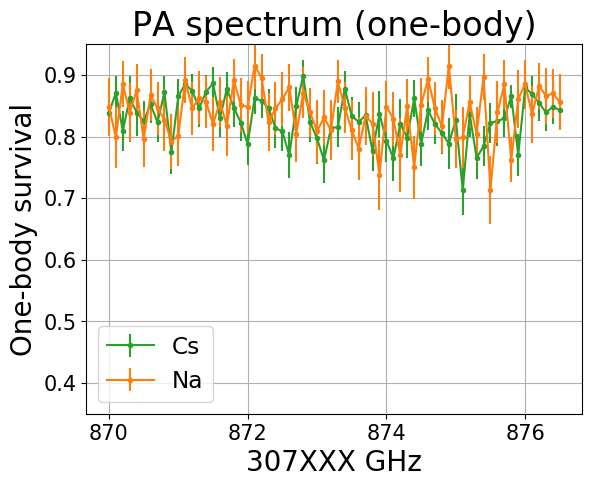 PA spectrum (one-body)
One-body survival
0.9
0.8
0.7
0.6
0.5
0.4
Cs
Na
870
872
874
876
307XXX GHz